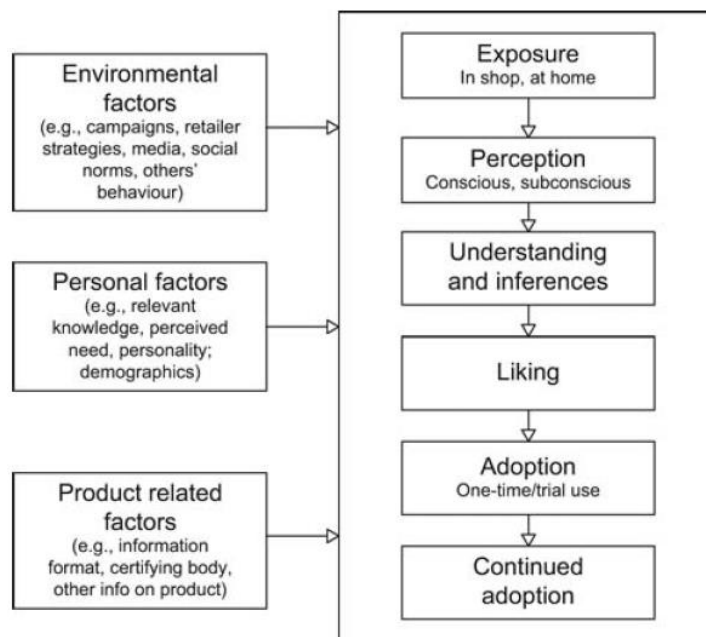 Environmental
factors
(e.g., campaigns, retailer
strategies, media, social
norms, others'
behaviour)
Personal factors
(e.g., relevant
knowledge, perceived
need, personality;
demographics)
Product related
factors
(e.g., information
format, certifying body,
other info on product)
Exposure
In shop, at home
Perception
Conscious, subconscious
Understanding
and inferences
Liking
Adoption
One-time/trial use
Continued
adoption